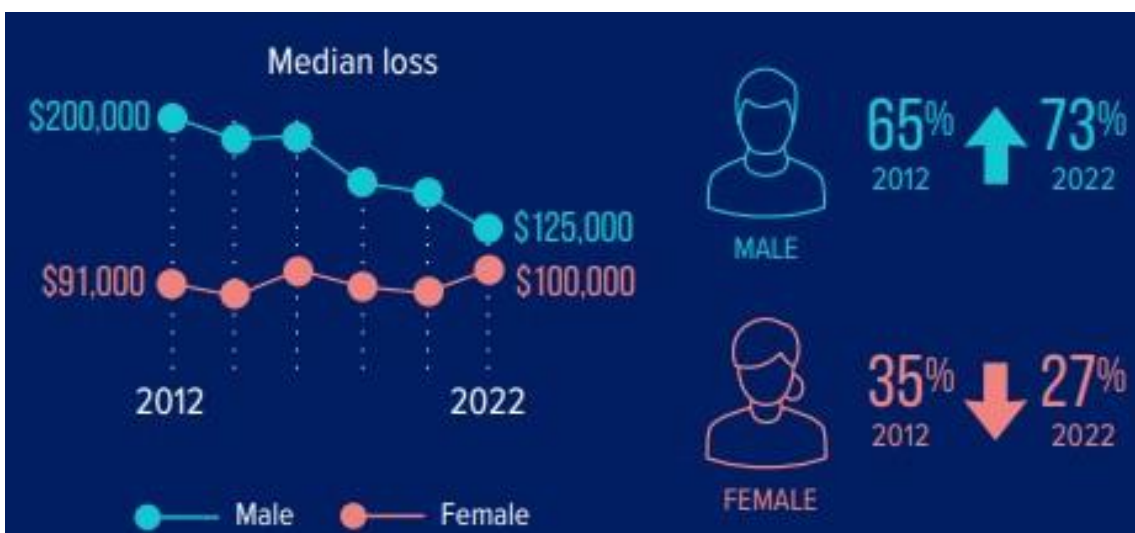 Median loss
$200,000
$125,000
$91,000
$100,000
2012 2022
Male Female
65% 73%
2012 2022
MALE
35% 27%
2012 2022
FEMALE